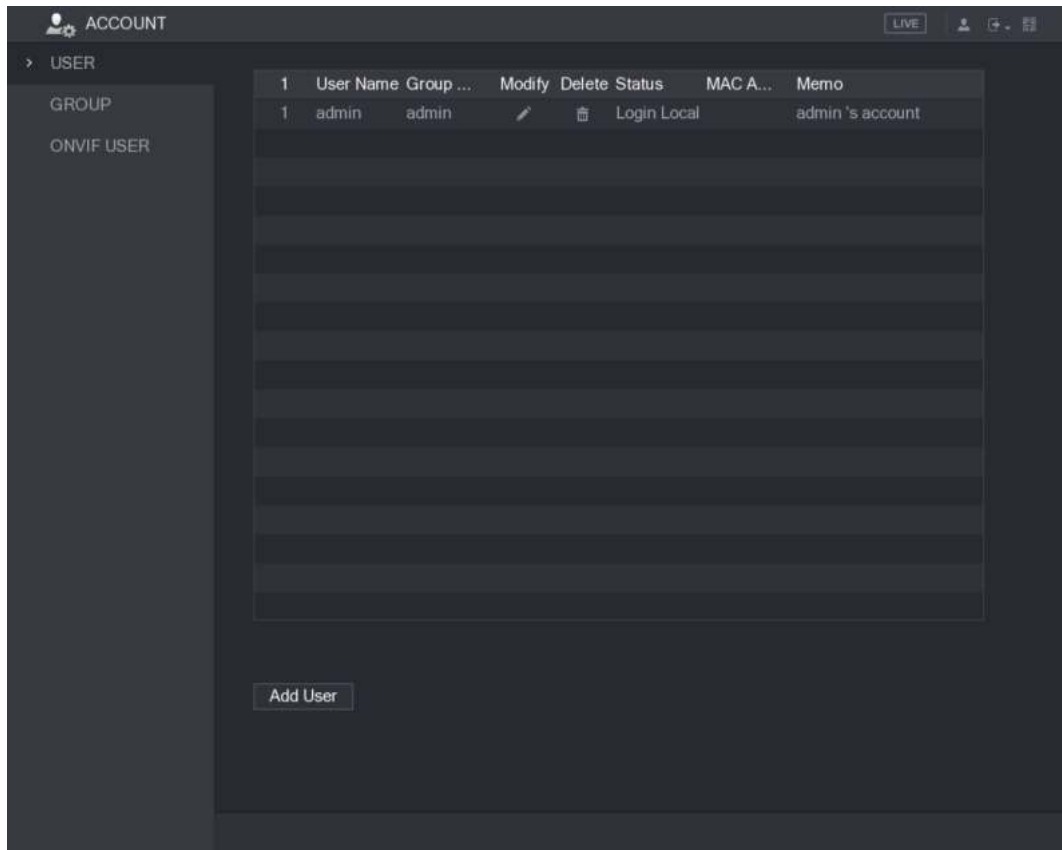 ACCOUNT LIVE
USER
GROUP
ONVIF USER
1 User Name Group ... Modify Delete Status MAC A... Memo
1 admin admin Login Local admin 's account
Add User